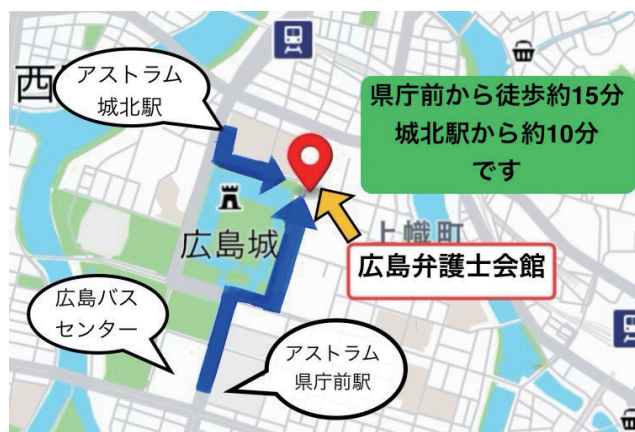 西
アストラム
城北駅
県庁前から徒歩約15分
城北駅から約10分
です
広島城
上幟町
広島弁護士会館
広島バス
センター
アストラム
県庁前駅